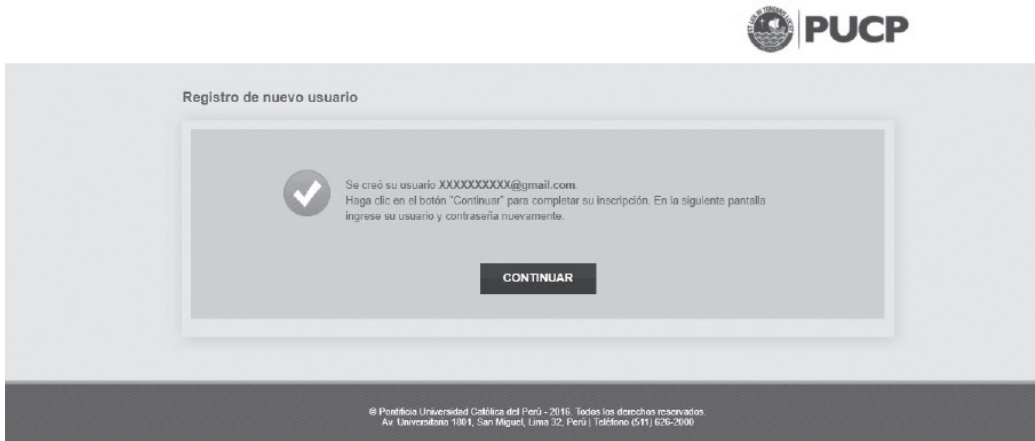 PUCP
Registro de nuevo usuario
Se creó su usuario XXXXXXXXXX@gmail.com.
Haga clic en el botón "Continuar" para completar su inscripción. En la siguiente pantalla
ingrese su usuario y contraseña nuevamente.
CONTINUAR
© Pontificia Universidad Católica del Perú - 2016. Todos los derechos reservados.
Av. Universitaria 1801, San Miguel, Lima 32, Perú | Teléfono (511) 626-2000